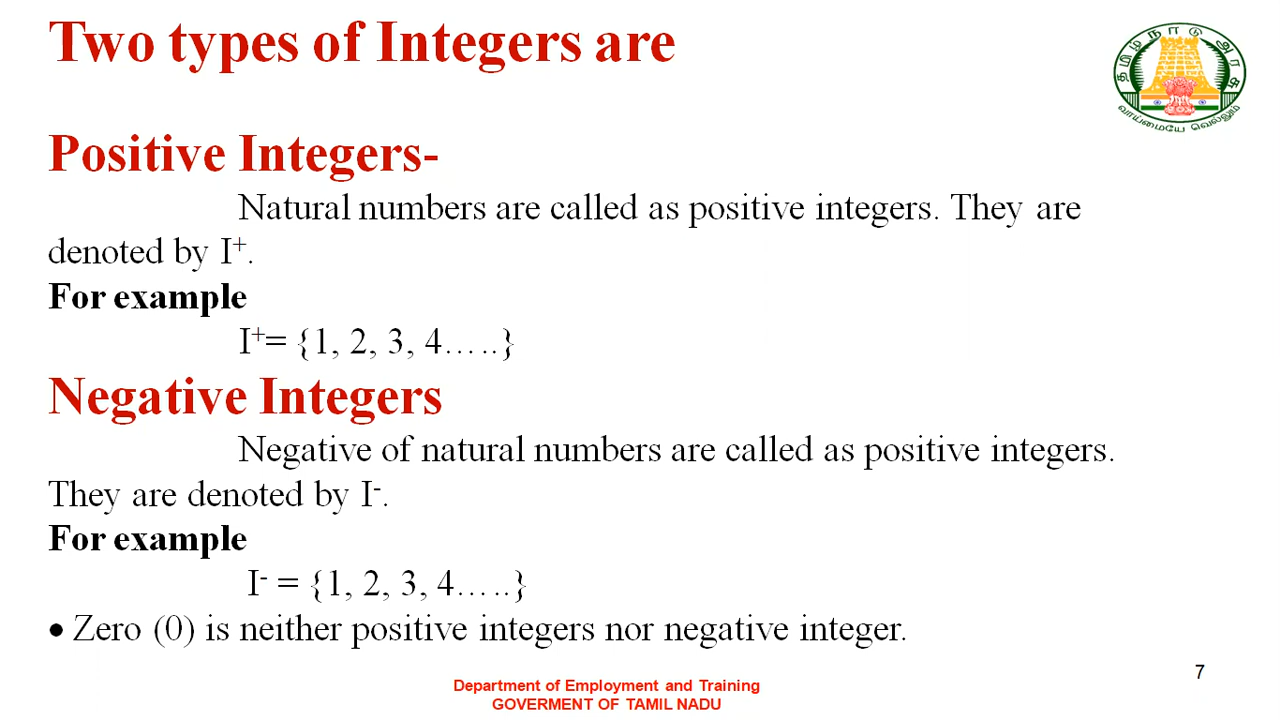 Two types of Integers are
தமிழ்நாடு அரசு
வாய்மையே வெல்லும்
Positive Integers-
Natural numbers are called as positive integers. They are
denoted by I⁺.
For example
I⁺= {1, 2, 3, 4…..}
Negative Integers
Negative of natural numbers are called as positive integers.
They are denoted by I⁻.
For example
I⁻ = {1, 2, 3, 4…..}
• Zero (0) is neither positive integers nor negative integer.
Department of Employment and Training
GOVERMENT OF TAMIL NADU
7